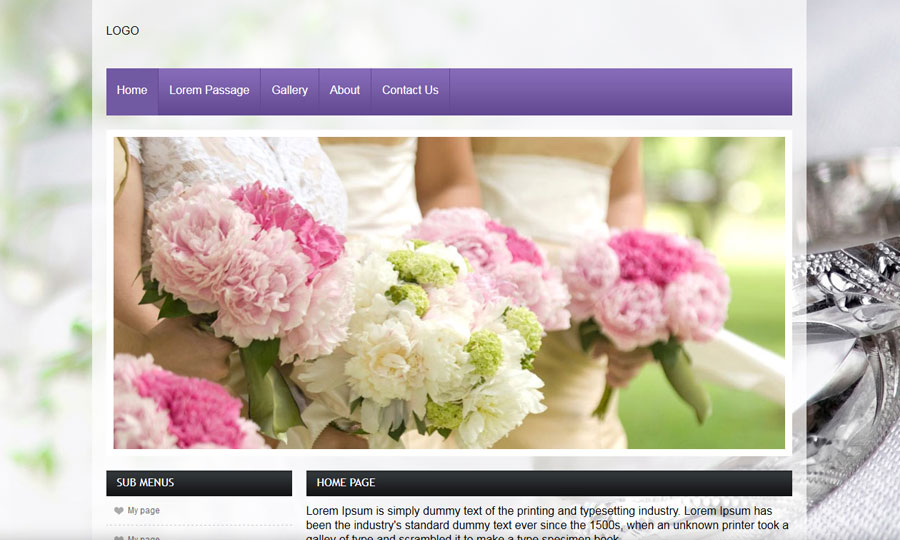 LOGO
Home Lorem Passage Gallery About Contact Us
SUB MENUS
My page
My page
HOME PAGE
Lorem Ipsum is simply dummy text of the printing and typesetting industry. Lorem Ipsum has
been the industry's standard dummy text ever since the 1500s, when an unknown printer took a
galley of type and scrambled it to make a type specimen book.